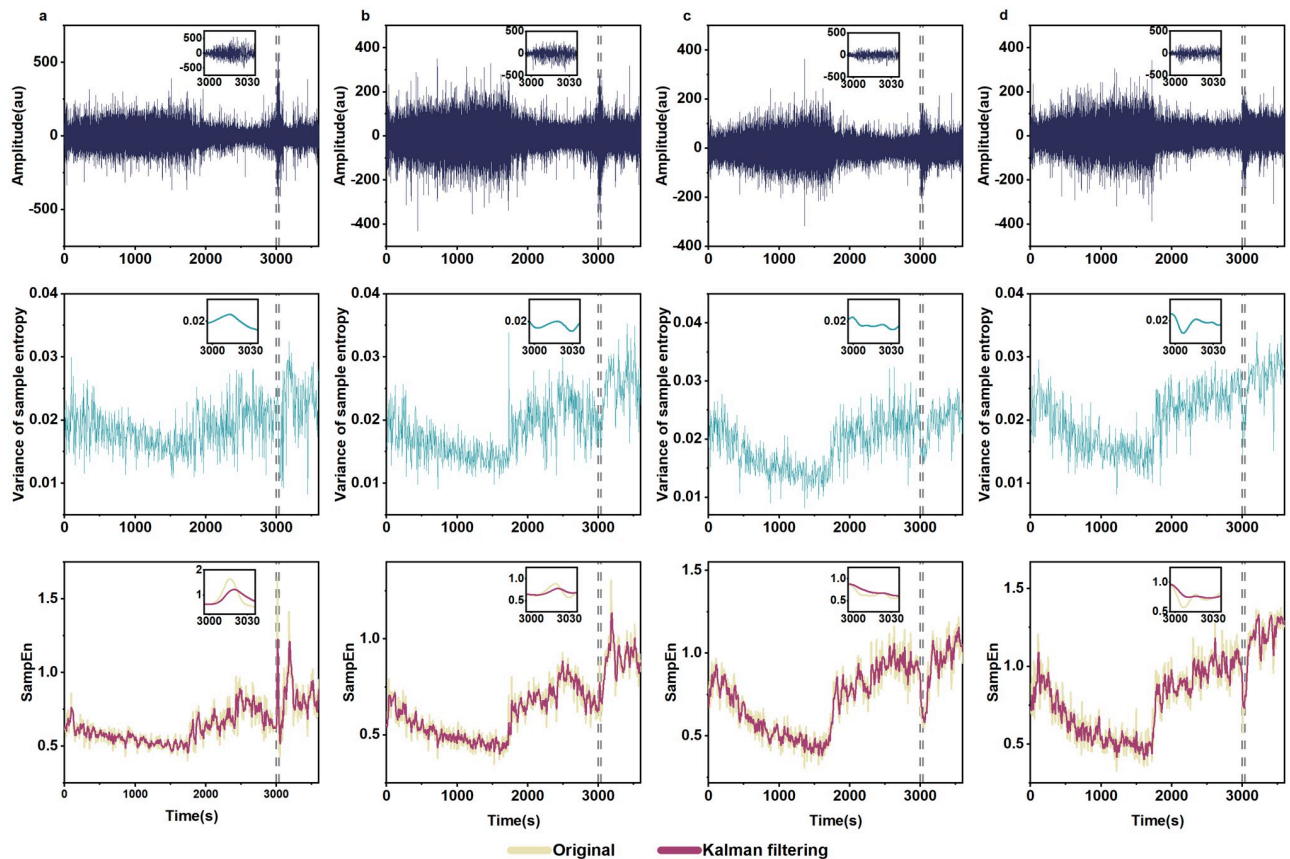 a b c d
Amplitude(au) 500 0 -500 0 1000 2000 3000 500 0 -500 3000 3030
Amplitude(au) 400 200 0 -200 -400 0 1000 2000 3000 500 0 -500 3000 3030
Amplitude(au) 400 200 0 -200 -400 0 1000 2000 3000 500 0 -500 3000 3030
Amplitude(au) 400 200 0 -200 -400 0 1000 2000 3000 500 0 -500 3000 3030
Variance of sample entropy 0.04 0.03 0.02 0.01 0 1000 2000 3000 0.02 3000 3030
Variance of sample entropy 0.04 0.03 0.02 0.01 0 1000 2000 3000 0.02 3000 3030
Variance of sample entropy 0.04 0.03 0.02 0.01 0 1000 2000 3000 0.02 3000 3030
Variance of sample entropy 0.04 0.03 0.02 0.01 0 1000 2000 3000 0.02 3000 3030
SampEn 1.5 1.0 0.5 0 1000 2000 3000 2 1 3000 3030
SampEn 1.0 0.5 0 1000 2000 3000 1.0 0.5 3000 3030
SampEn 1.5 1.0 0.5 0 1000 2000 3000 1.0 0.5 3000 3030
SampEn 1.5 1.0 0.5 0 1000 2000 3000 1.0 0.5 3000 3030
Time(s) Time(s) Time(s) Time(s)
Original Kalman filtering